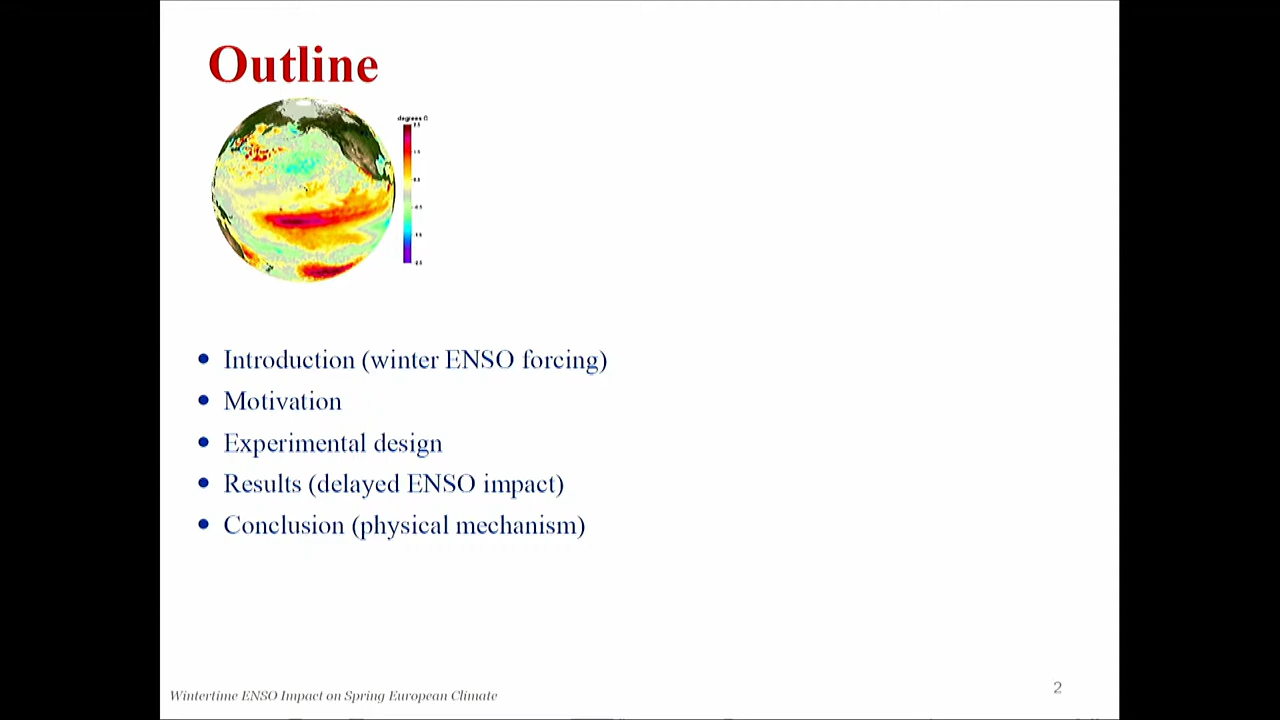 Outline
degrees C
Introduction (winter ENSO forcing)
Motivation
Experimental design
Results (delayed ENSO impact)
Conclusion (physical mechanism)
Wintertime ENSO Impact on Spring European Climate
2